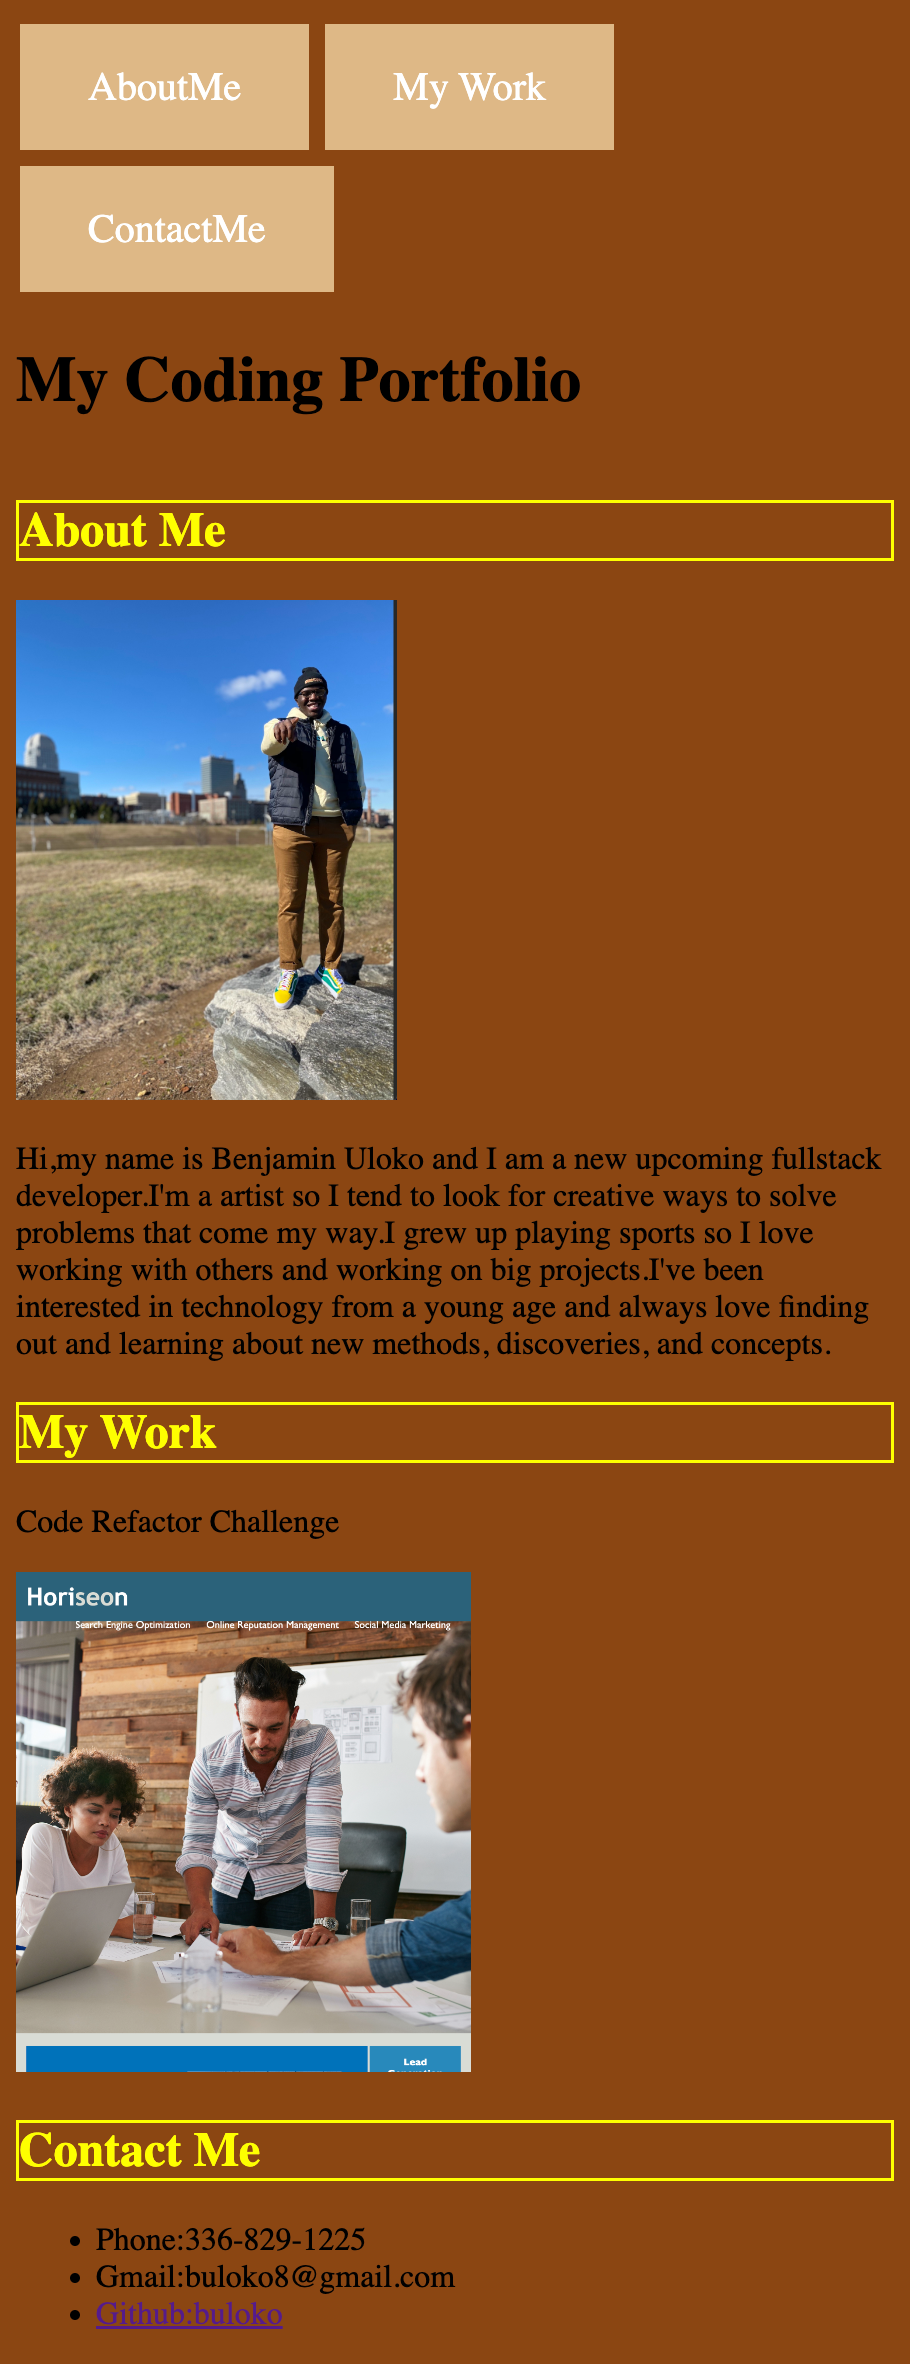 AboutMe
My Work
ContactMe
My Coding Portfolio
About Me
Hi,my name is Benjamin Uloko and I am a new upcoming fullstack
developer.I'm a artist so I tend to look for creative ways to solve
problems that come my way.I grew up playing sports so I love
working with others and working on big projects.I've been
interested in technology from a young age and always love finding
out and learning about new methods, discoveries, and concepts.
My Work
Code Refactor Challenge
Horiseon
Search Engine Optimization Online Reputation Management Social Media Marketing
Lead
Contact Me
Phone:336-829-1225
Gmail:buloko8@gmail.com
Github:buloko